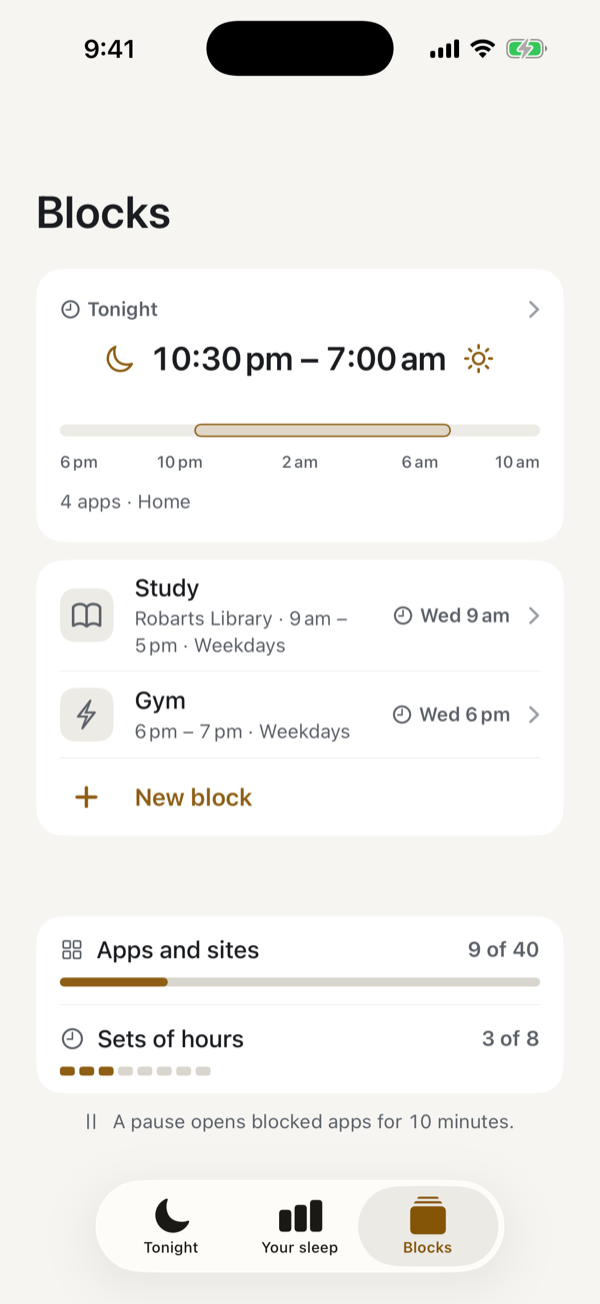 9:41
Blocks
Tonight
10:30 pm – 7:00 am
6 pm 10 pm 2 am 6 am 10 am
4 apps · Home
Study
Robarts Library · 9 am –
5 pm · Weekdays
Wed 9 am
Gym
6 pm – 7 pm · Weekdays
Wed 6 pm
New block
Apps and sites 9 of 40
Sets of hours 3 of 8
A pause opens blocked apps for 10 minutes.
Tonight Your sleep Blocks